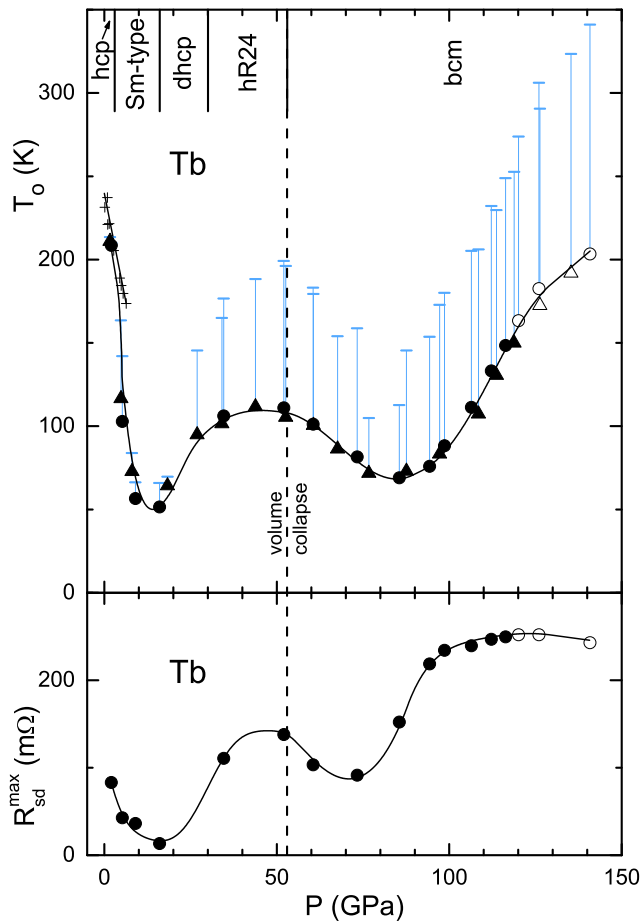 hcp
Sm-type
dhcp
hR24
bcm
Tb
T_o (K)
300
200
100
0
volume
collapse
Tb
R_sd^max (mΩ)
200
0
0
50
100
150
P (GPa)